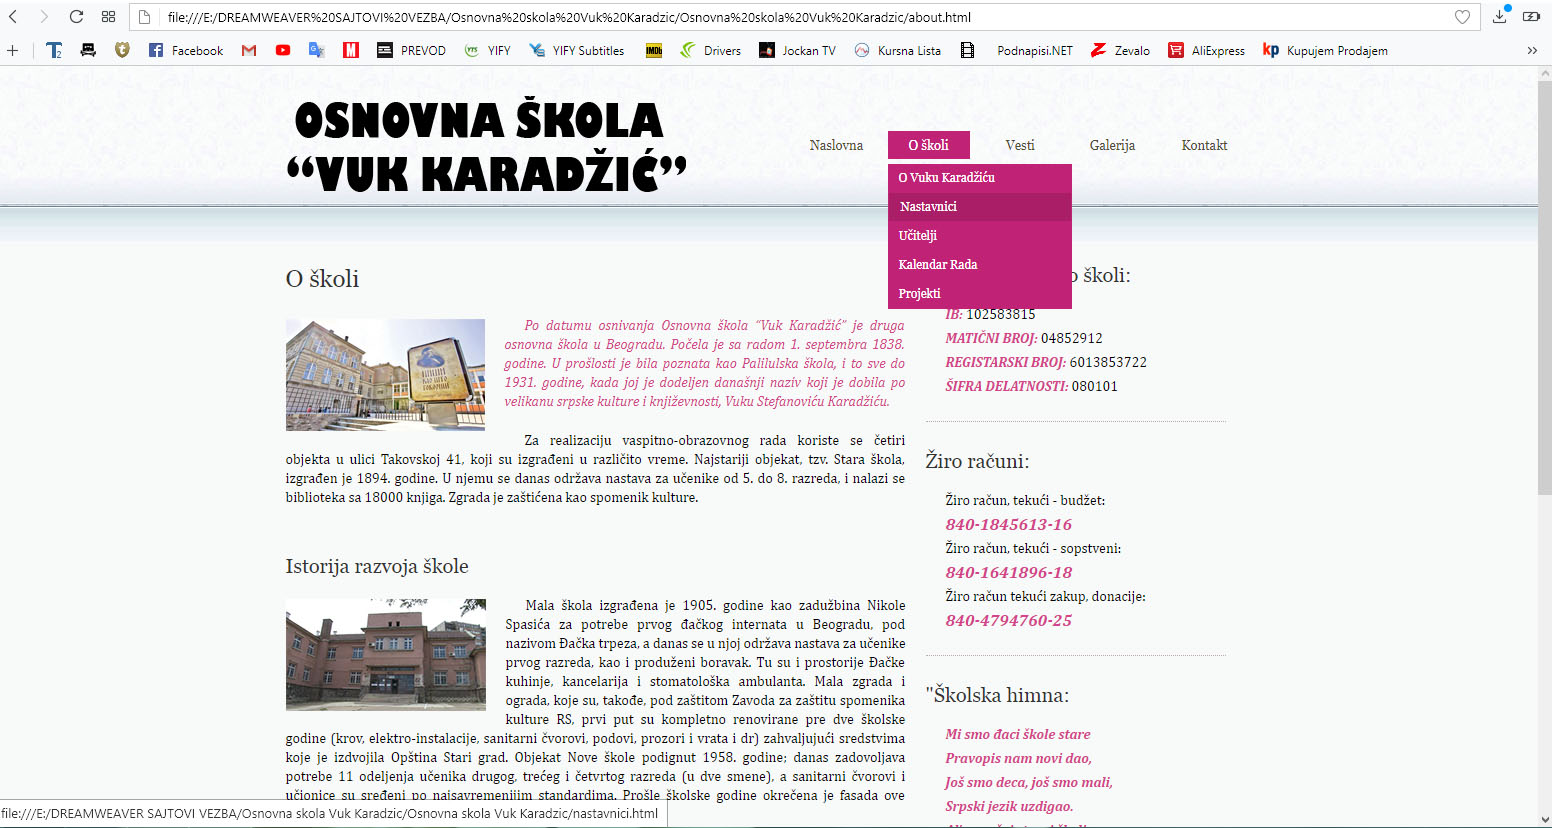 file:///E:/DREAMWEAVER%20SAJTOVI%20VEZBA/Osnovna%20skola%20Vuk%20Karadzic/Osnovna%20skola%20Vuk%20Karadzic/about.html
Facebook PREVOD YIFY YIFY Subtitles Drivers Jockan TV Kursna Lista Podnapisi.NET Zevalo AliExpress Kupujem Prodajem
OSNOVNA ŠKOLA
“VUK KARADŽIĆ”
Naslovna O školi Vesti Galerija Kontakt
O Vuku Karadžiću
Nastavnici
Učitelji
Kalendar Rada
Projekti
O školi
Po datumu osnivanja Osnovna škola “Vuk Karadžić” je druga
osnovna škola u Beogradu. Počela je sa radom 1. septembra 1838.
godine. U prošlosti je bila poznata kao Palilulska škola, i to sve do
1931. godine, kada joj je dodeljen današnji naziv koji je dobila po
velikanu srpske kulture i književnosti, Vuku Stefanoviću Karadžiću.
Za realizaciju vaspitno-obrazovnog rada koriste se četiri
objekta u ulici Takovskoj 41, koji su izgrađeni u različito vreme. Najstariji objekat, tzv. Stara škola,
izgrađen je 1894. godine. U njemu se danas održava nastava za učenike od 5. do 8. razreda, i nalazi se
biblioteka sa 18000 knjiga. Zgrada je zaštićena kao spomenik kulture.
Istorija razvoja škole
Mala škola izgrađena je 1905. godine kao zadužbina Nikole
Spasića za potrebe prvog đačkog internata u Beogradu, pod
nazivom Đačka trpeza, a danas se u njoj održava nastava za učenike
prvog razreda, kao i produženi boravak. Tu su i prostorije Đačke
kuhinje, kancelarija i stomatološka ambulanta. Mala zgrada i
ograda, koje su, takođe, pod zaštitom Zavoda za zaštitu spomenika
kulture RS, prvi put su kompletno renovirane pre dve školske
godine (krov, elektro-instalacije, sanitarni čvorovi, podovi, prozori i vrata i dr) zahvaljujući sredstvima
koje je izdvojila Opština Stari grad. Objekat Nove škole podignut 1958. godine; danas zadovoljava
potrebe 11 odeljenja učenika drugog, trećeg i četvrtog razreda (u dve smene), a sanitarni čvorovi i
učionice su sređeni po najsavremenijim standardima. Prošle školske godine okrečena je fasada ove
o školi:
IB: 102583815
MATIČNI BROJ: 04852912
REGISTARSKI BROJ: 6013853722
ŠIFRA DELATNOSTI: 080101
Žiro računi:
Žiro račun, tekući - budžet:
840-1845613-16
Žiro račun, tekući - sopstveni:
840-1641896-18
Žiro račun tekući zakup, donacije:
840-4794760-25
"Školska himna:
Mi smo đaci škole stare
Pravopis nam novi dao,
Još smo deca, još smo mali,
Srpski jezik uzdigao.
file:///E:/DREAMWEAVER SAJTOVI VEZBA/Osnovna skola Vuk Karadzic/Osnovna skola Vuk Karadzic/nastavnici.html